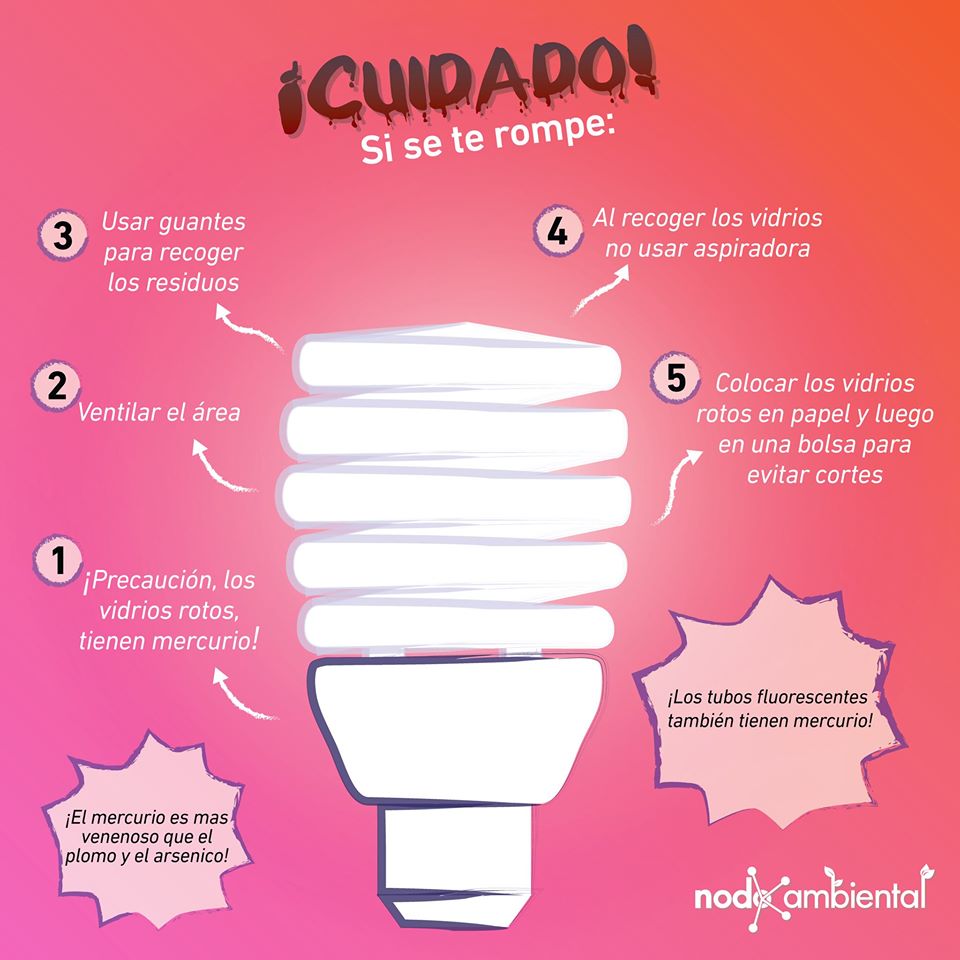 ¡CUIDADO!
Si se te rompe:
3
Usar guantes
para recoger
los residuos
4
Al recoger los vidrios
no usar aspiradora
2
Ventilar el área
5
Colocar los vidrios
rotos en papel y luego
en una bolsa para
evitar cortes
1
¡Precaución, los
vidrios rotos,
tienen mercurio!
¡Los tubos fluorescentes
también tienen mercurio!
¡El mercurio es mas
venenoso que el
plomo y el arsenico!
nodo ambiental